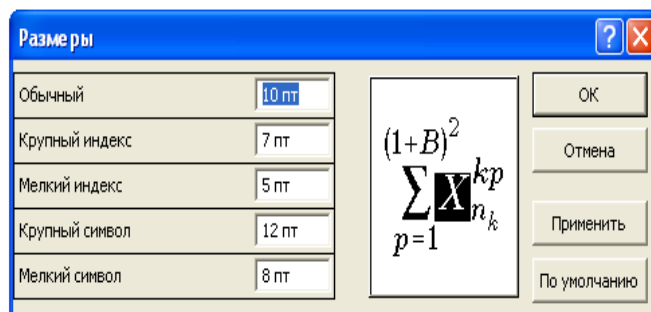 Размеры
Обычный 10 пт
Крупный индекс 7 пт
Мелкий индекс 5 пт
Крупный символ 12 пт
Мелкий символ 8 пт
(1+B)^2
∑ X^{kp}_{n_k}
p=1
?
ОК
Отмена
Применить
По умолчанию